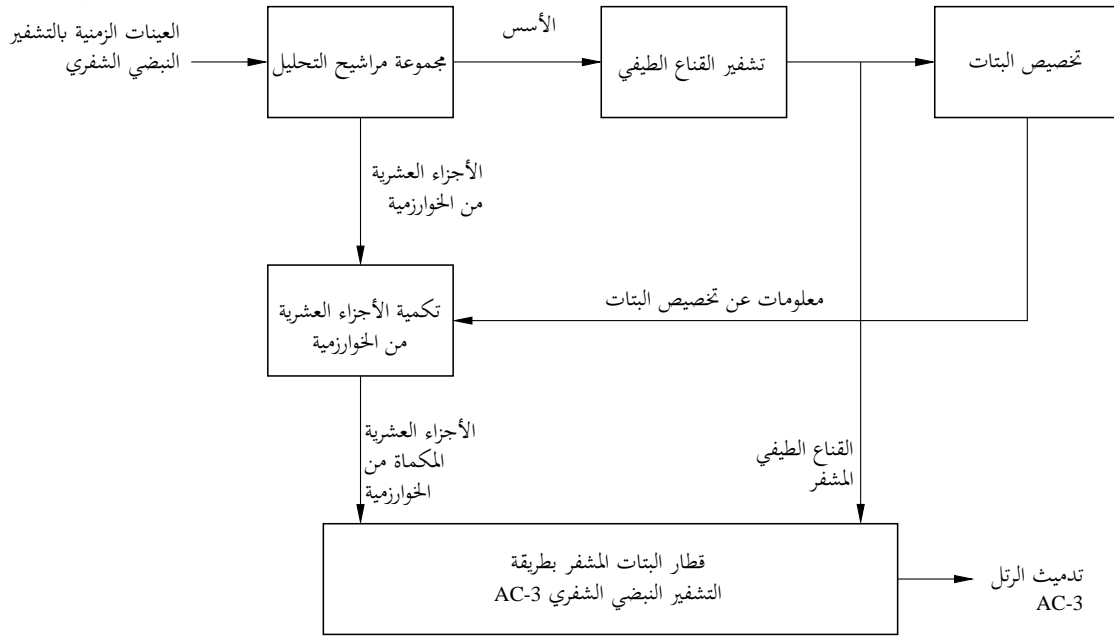 العينات الزمنية بالتشفير
النبضي الشفري
مجموعة مراشيح التحليل
الأسس
تشفير القناع الطيفي
تخصيص البتات
الأجزاء العشرية
من الخوارزمية
تكمية الأجزاء العشرية
من الخوارزمية
معلومات عن تخصيص البتات
الأجزاء العشرية
المكماة من
الخوارزمية
القناع الطيفي
المشفر
قطار البتات المشفر بطريقة
التشفير النبضي الشفري AC-3
تدميث الرتل
AC-3